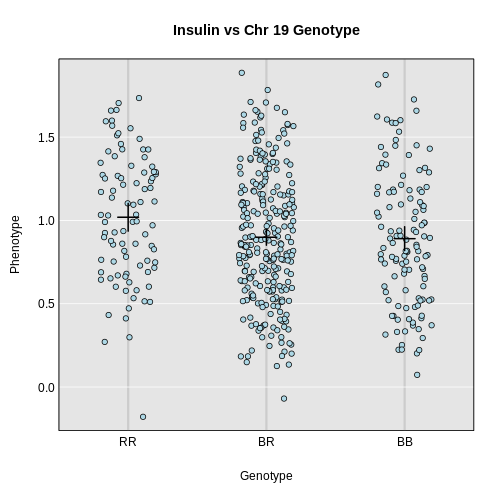 Insulin vs Chr 19 Genotype
Phenotype
1.5
1.0
0.5
0.0
RR BR BB
Genotype